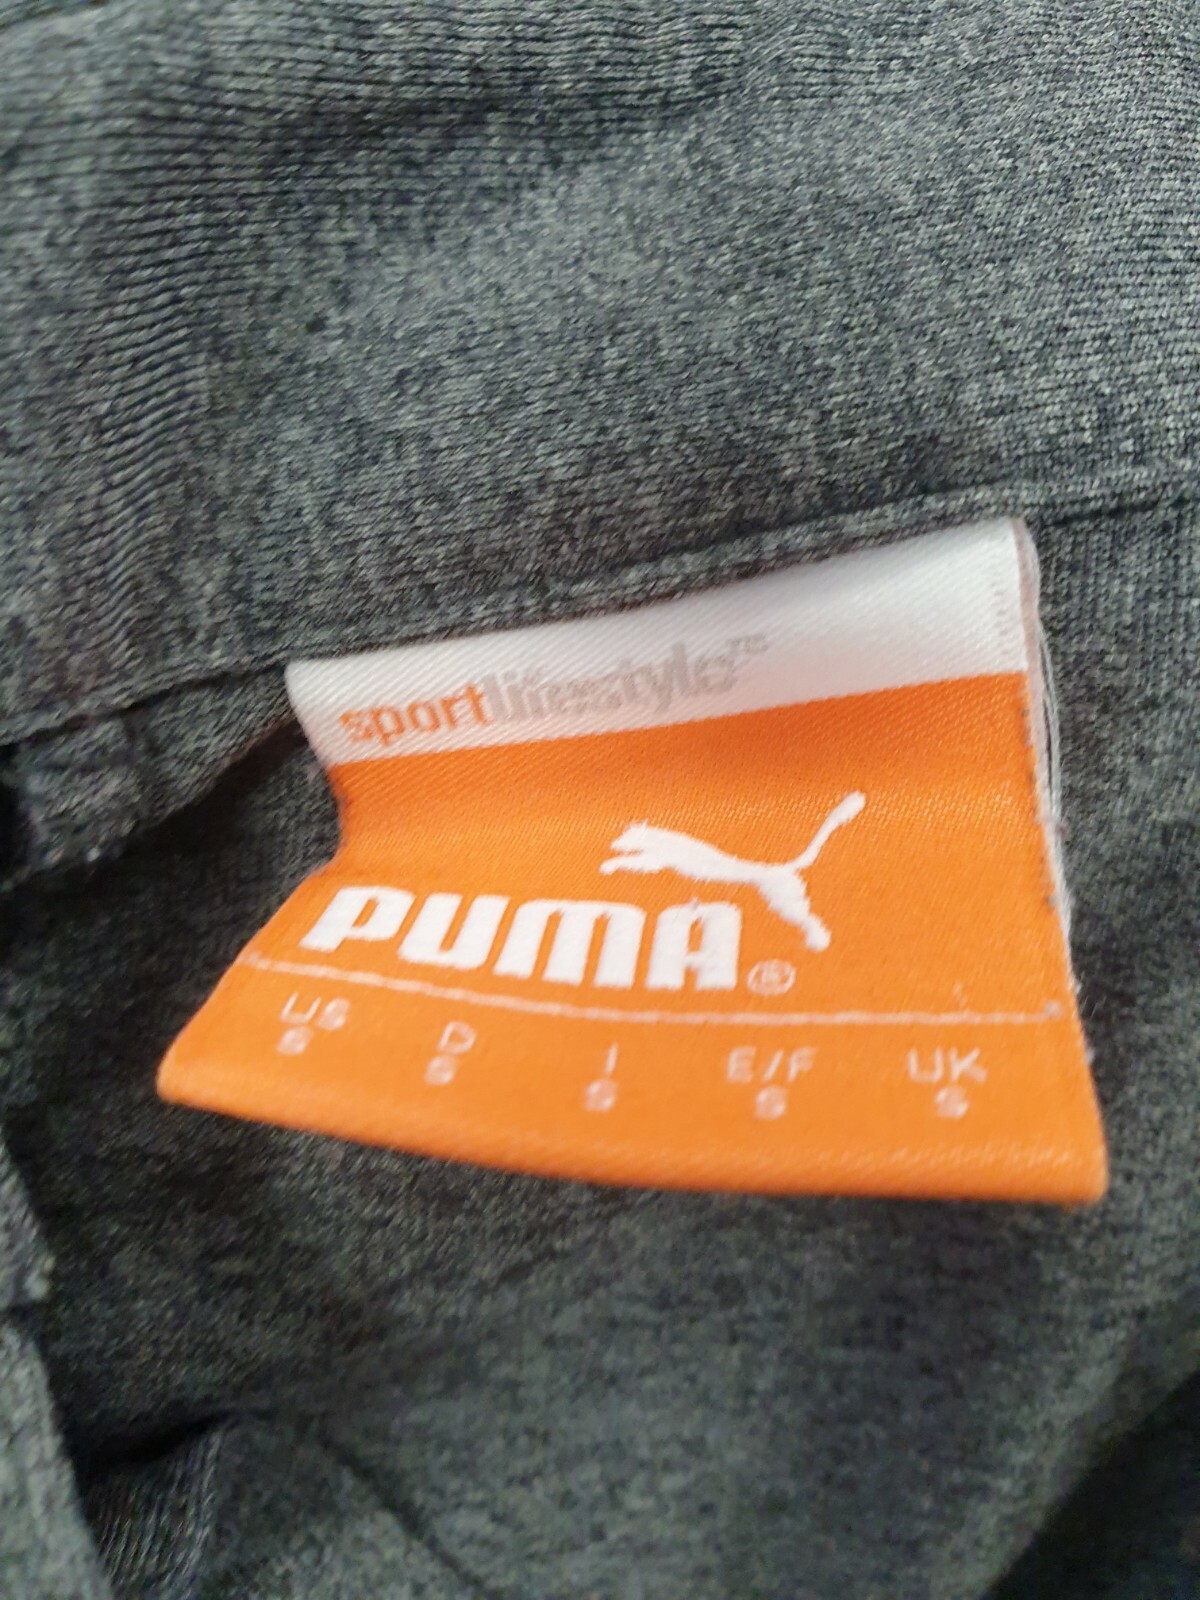 sportlifestyle
PUMA®
US D I E/F UK
S S S S S